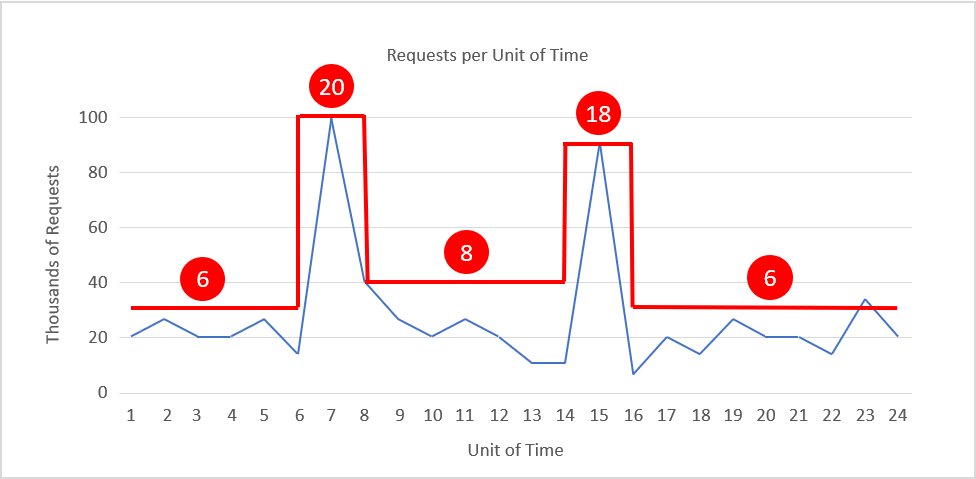 Requests per Unit of Time
20
18
8
6
6
100
80
60
40
20
0
Thousands of Requests
1 2 3 4 5 6 7 8 9 10 11 12 13 14 15 16 17 18 19 20 21 22 23 24
Unit of Time